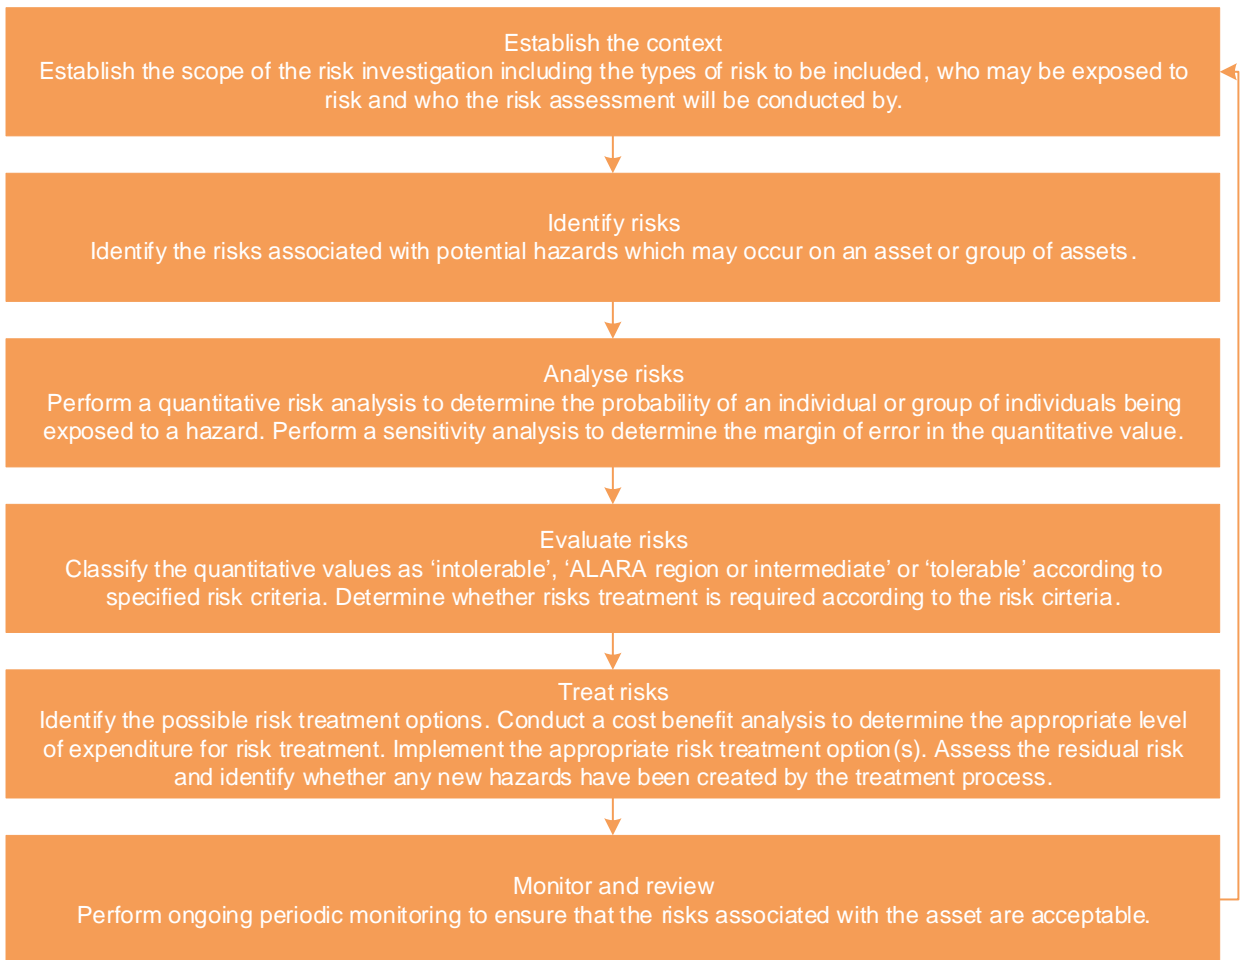 Establish the context
Establish the scope of the risk investigation including the types of risk to be included, who may be exposed to
risk and who the risk assessment will be conducted by.
Identify risks
Identify the risks associated with potential hazards which may occur on an asset or group of assets.
Analyse risks
Perform a quantitative risk analysis to determine the probability of an individual or group of individuals being
exposed to a hazard. Perform a sensitivity analysis to determine the margin of error in the quantitative value.
Evaluate risks
Classify the quantitative values as ‘intolerable’, ‘ALARA region or intermediate’ or ‘tolerable’ according to
specified risk criteria. Determine whether risks treatment is required according to the risk cirteria.
Treat risks
Identify the possible risk treatment options. Conduct a cost benefit analysis to determine the appropriate level
of expenditure for risk treatment. Implement the appropriate risk treatment option(s). Assess the residual risk
and identify whether any new hazards have been created by the treatment process.
Monitor and review
Perform ongoing periodic monitoring to ensure that the risks associated with the asset are acceptable.